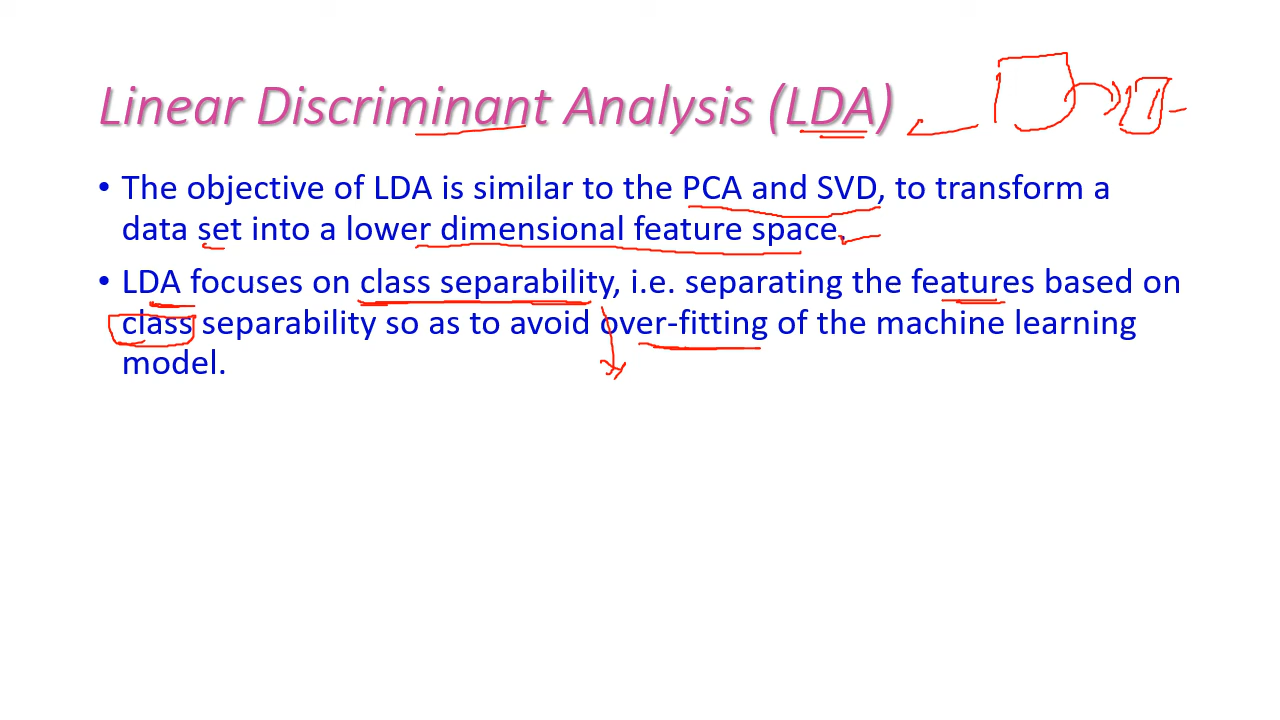 Linear Discriminant Analysis (LDA)
• The objective of LDA is similar to the PCA and SVD, to transform a
data set into a lower dimensional feature space.
• LDA focuses on class separability, i.e. separating the features based on
class separability so as to avoid over-fitting of the machine learning
model.